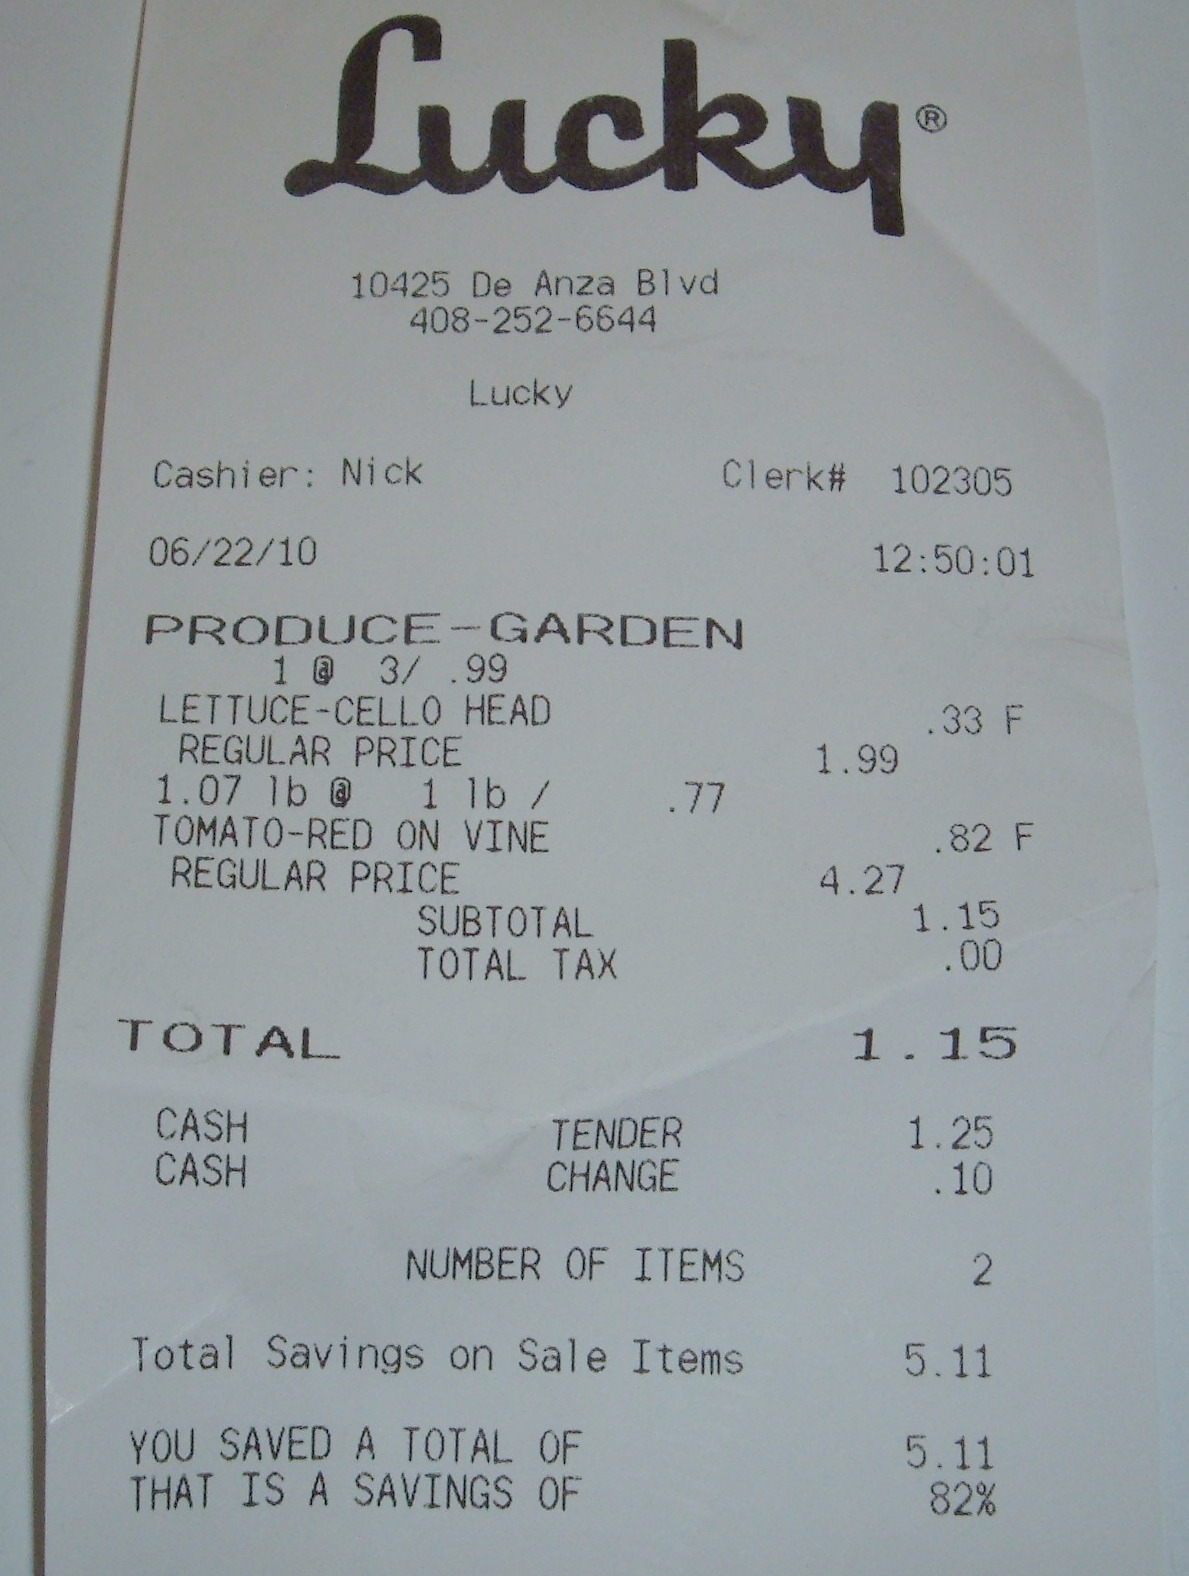 Lucky®
10425 De Anza Blvd
408-252-6644
Lucky
Cashier: Nick Clerk# 102305
06/22/10 12:50:01
PRODUCE-GARDEN
1 @ 3/ .99
LETTUCE-CELLO HEAD .33 F
REGULAR PRICE 1.99
1.07 lb @ 1 lb / .77
TOMATO-RED ON VINE .82 F
REGULAR PRICE 4.27
SUBTOTAL 1.15
TOTAL TAX .00
TOTAL 1.15
CASH TENDER 1.25
CASH CHANGE .10
NUMBER OF ITEMS 2
Total Savings on Sale Items 5.11
YOU SAVED A TOTAL OF 5.11
THAT IS A SAVINGS OF 82%